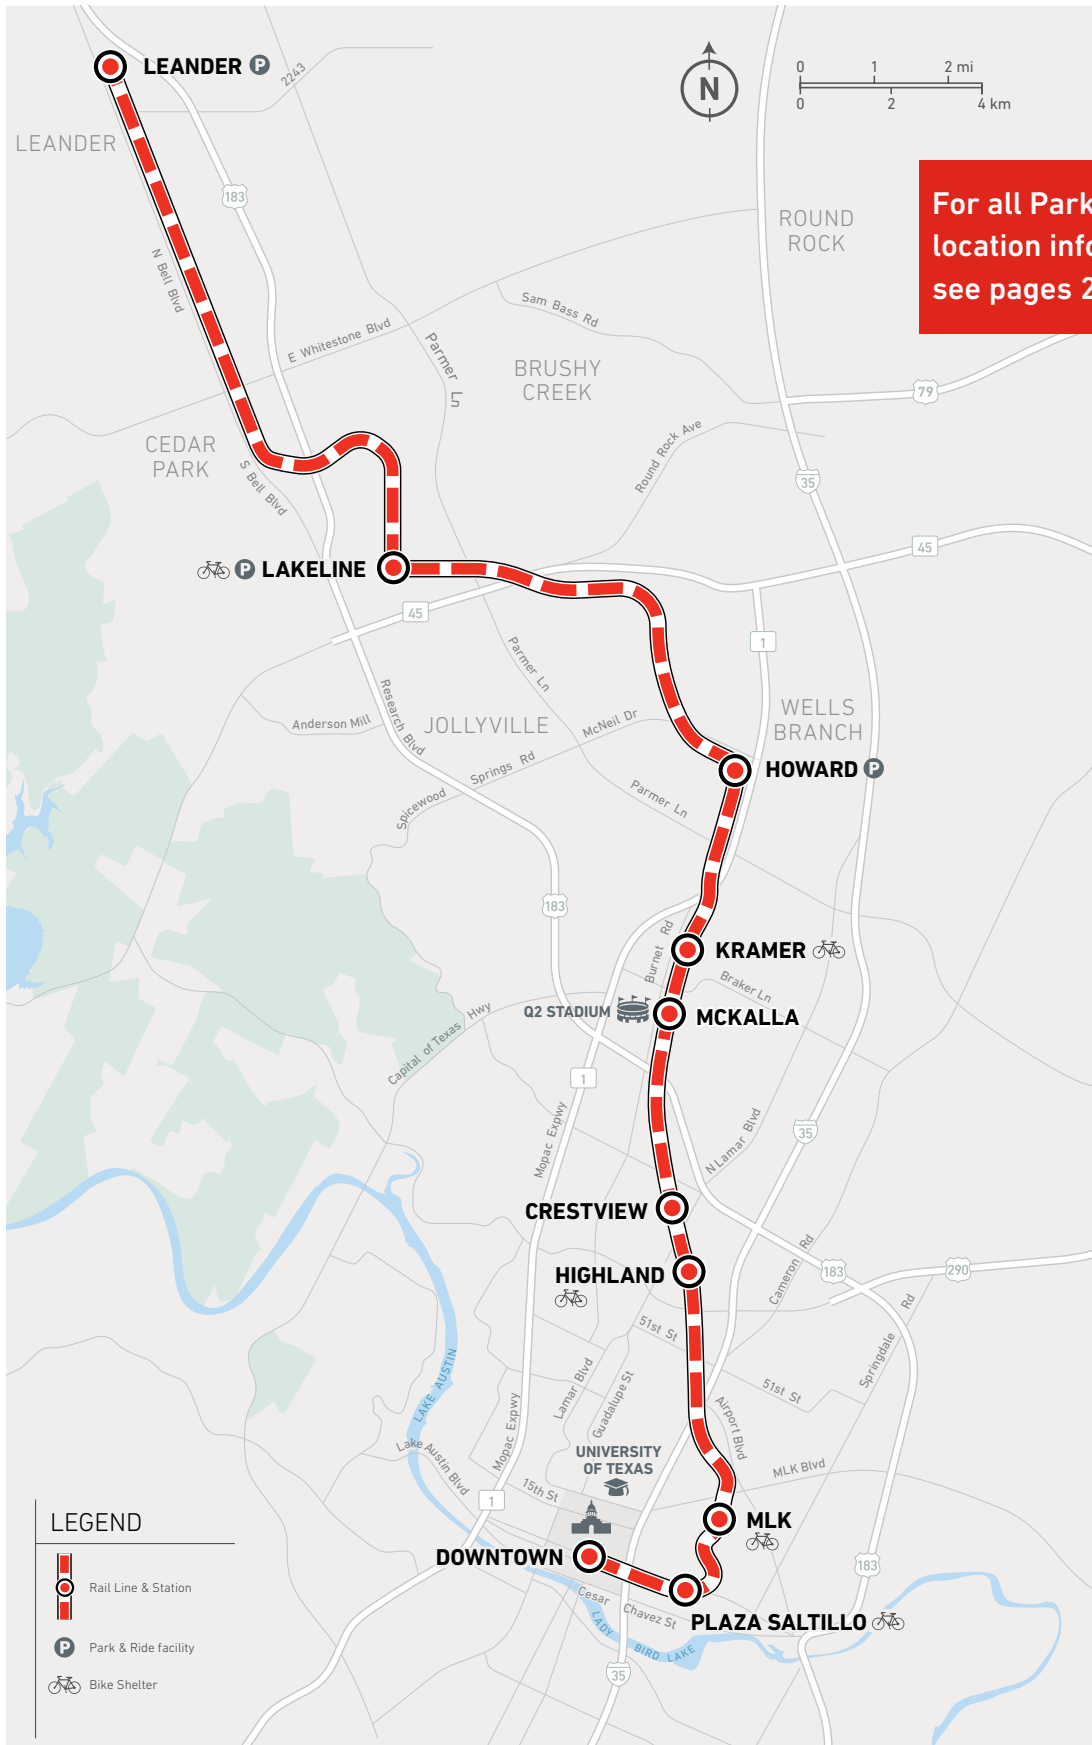 LEANDER P
2243
N
0 1 2 mi
0 2 4 km
LEANDER
183
ROUND
ROCK
For all Park
location info
see pages 2
N Bell Blvd
Sam Bass Rd
E Whitestone Blvd
Parmer Ln
BRUSHY
CREEK
79
CEDAR
PARK
Round Rock Ave
S Bell Blvd
35
45
P LAKELINE
45
1
Parmer Ln
Research Blvd
Anderson Mill
JOLLYVILLE
McNeil Dr
WELLS
BRANCH
Spicewood Springs Rd
HOWARD P
Parmer Ln
183
Burnet Rd
KRAMER
Braker Ln
Q2 STADIUM
MCKALLA
Capital of Texas Hwy
1
Mopac Expwy
N Lamar Blvd
35
CRESTVIEW
HIGHLAND
Cameron Rd
183
290
51st St
Springdale Rd
LAKE AUSTIN
Lamar Blvd
Guadalupe St
51st St
Mopac Expwy
Airport Blvd
Lake Austin Blvd
UNIVERSITY
OF TEXAS
MLK Blvd
15th St
1
MLK
DOWNTOWN
183
Cesar Chavez St
PLAZA SALTILLO
LADY BIRD LAKE
35
LEGEND
Rail Line & Station
P Park & Ride facility
Bike Shelter